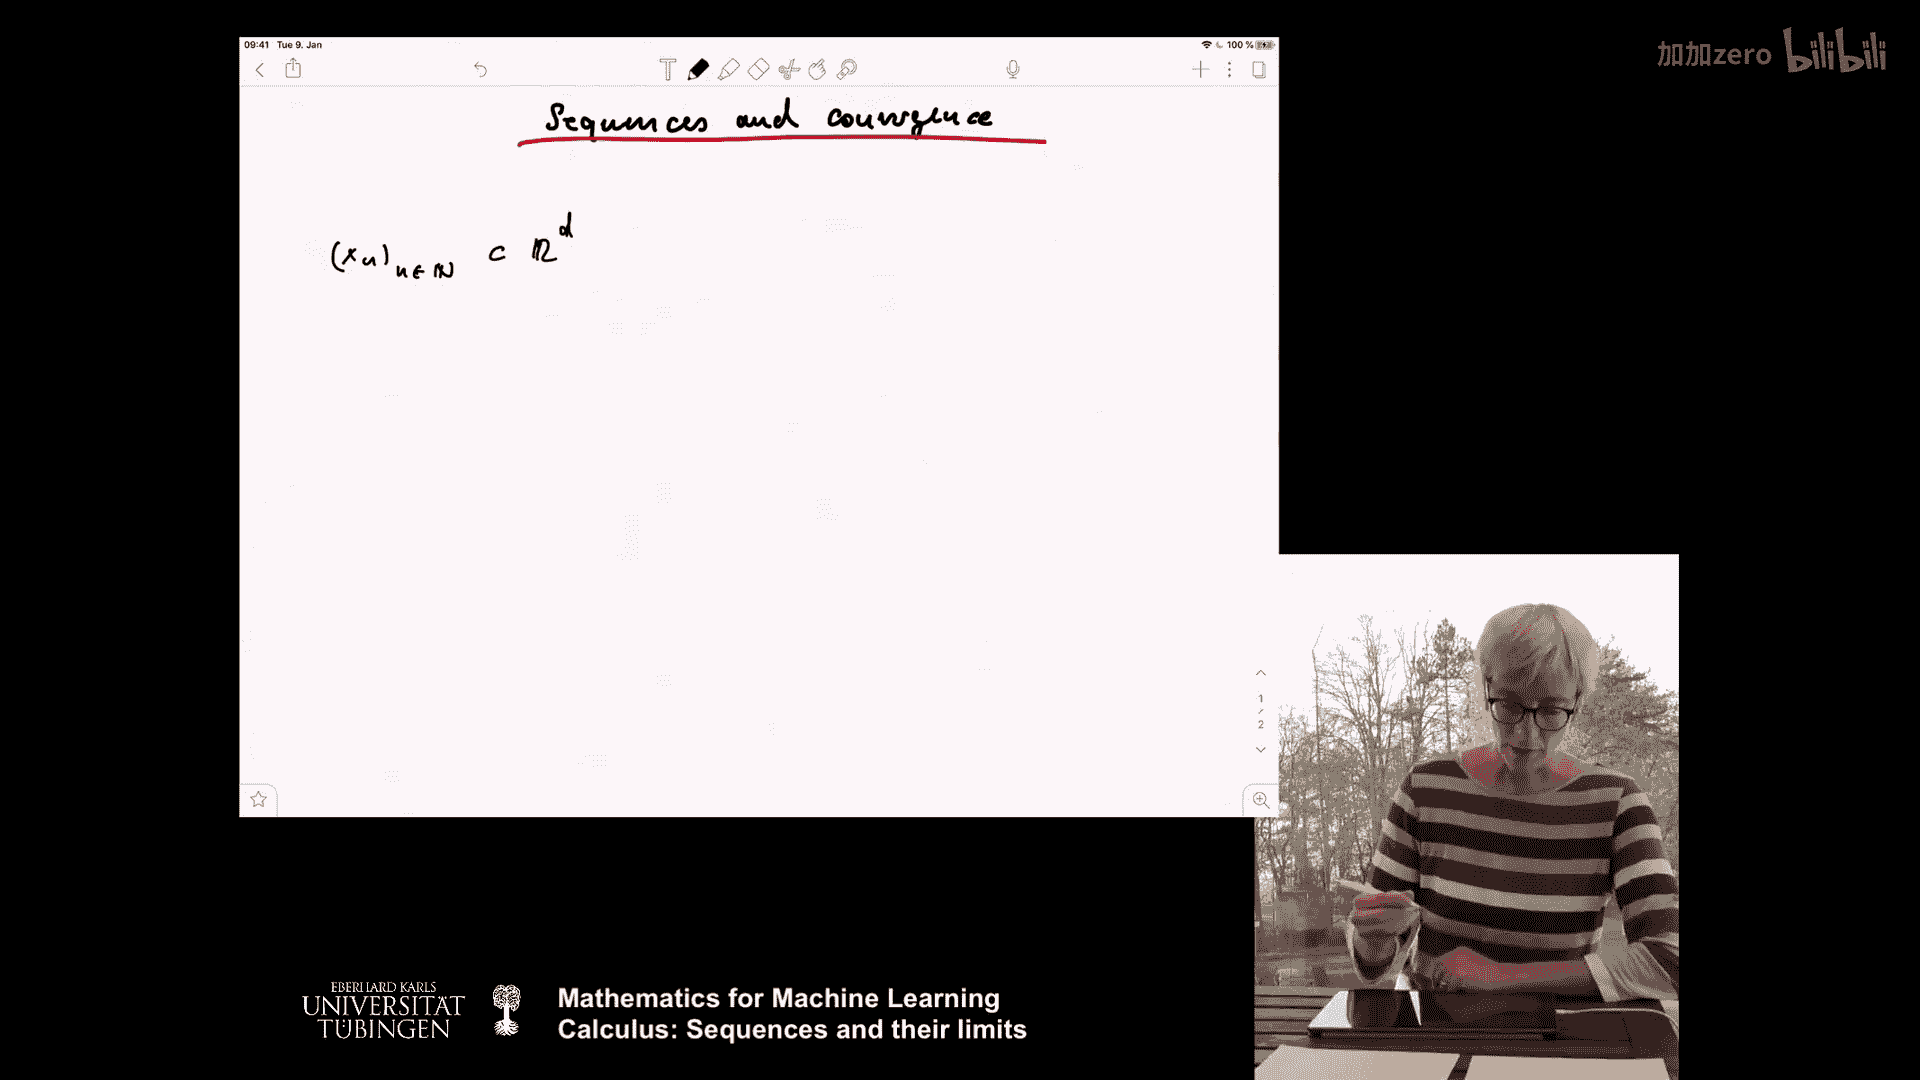 加加zero bilibili
09:41 Tue 9. Jan
100 %
T
Sequences and convergence
(xₙ)ₙ∈ℕ ⊂ ℝᵈ
1
/
2
EBERHARD KARLS
UNIVERSITÄT
TÜBINGEN
Mathematics for Machine Learning
Calculus: Sequences and their limits